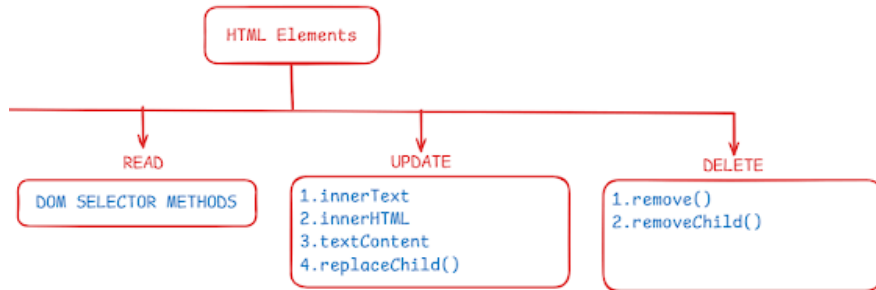 HTML Elements
READ
UPDATE
DELETE
DOM SELECTOR METHODS
1.innerText
2.innerHTML
3.textContent
4.replaceChild()
1.remove()
2.removeChild()